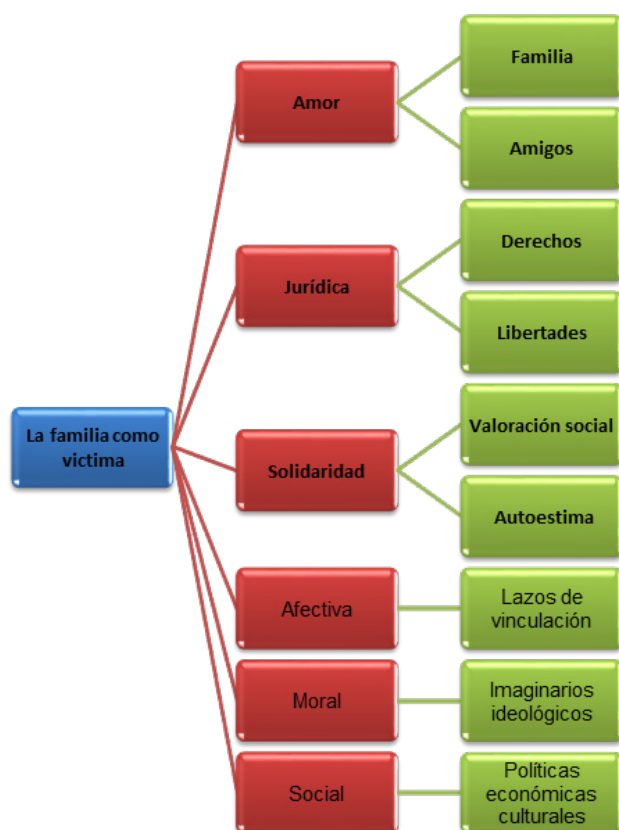 La familia como
victima
Amor
Familia
Amigos
Jurídica
Derechos
Libertades
Solidaridad
Valoración social
Autoestima
Afectiva
Lazos de
vinculación
Moral
Imaginarios
ideológicos
Social
Políticas
económicas
culturales